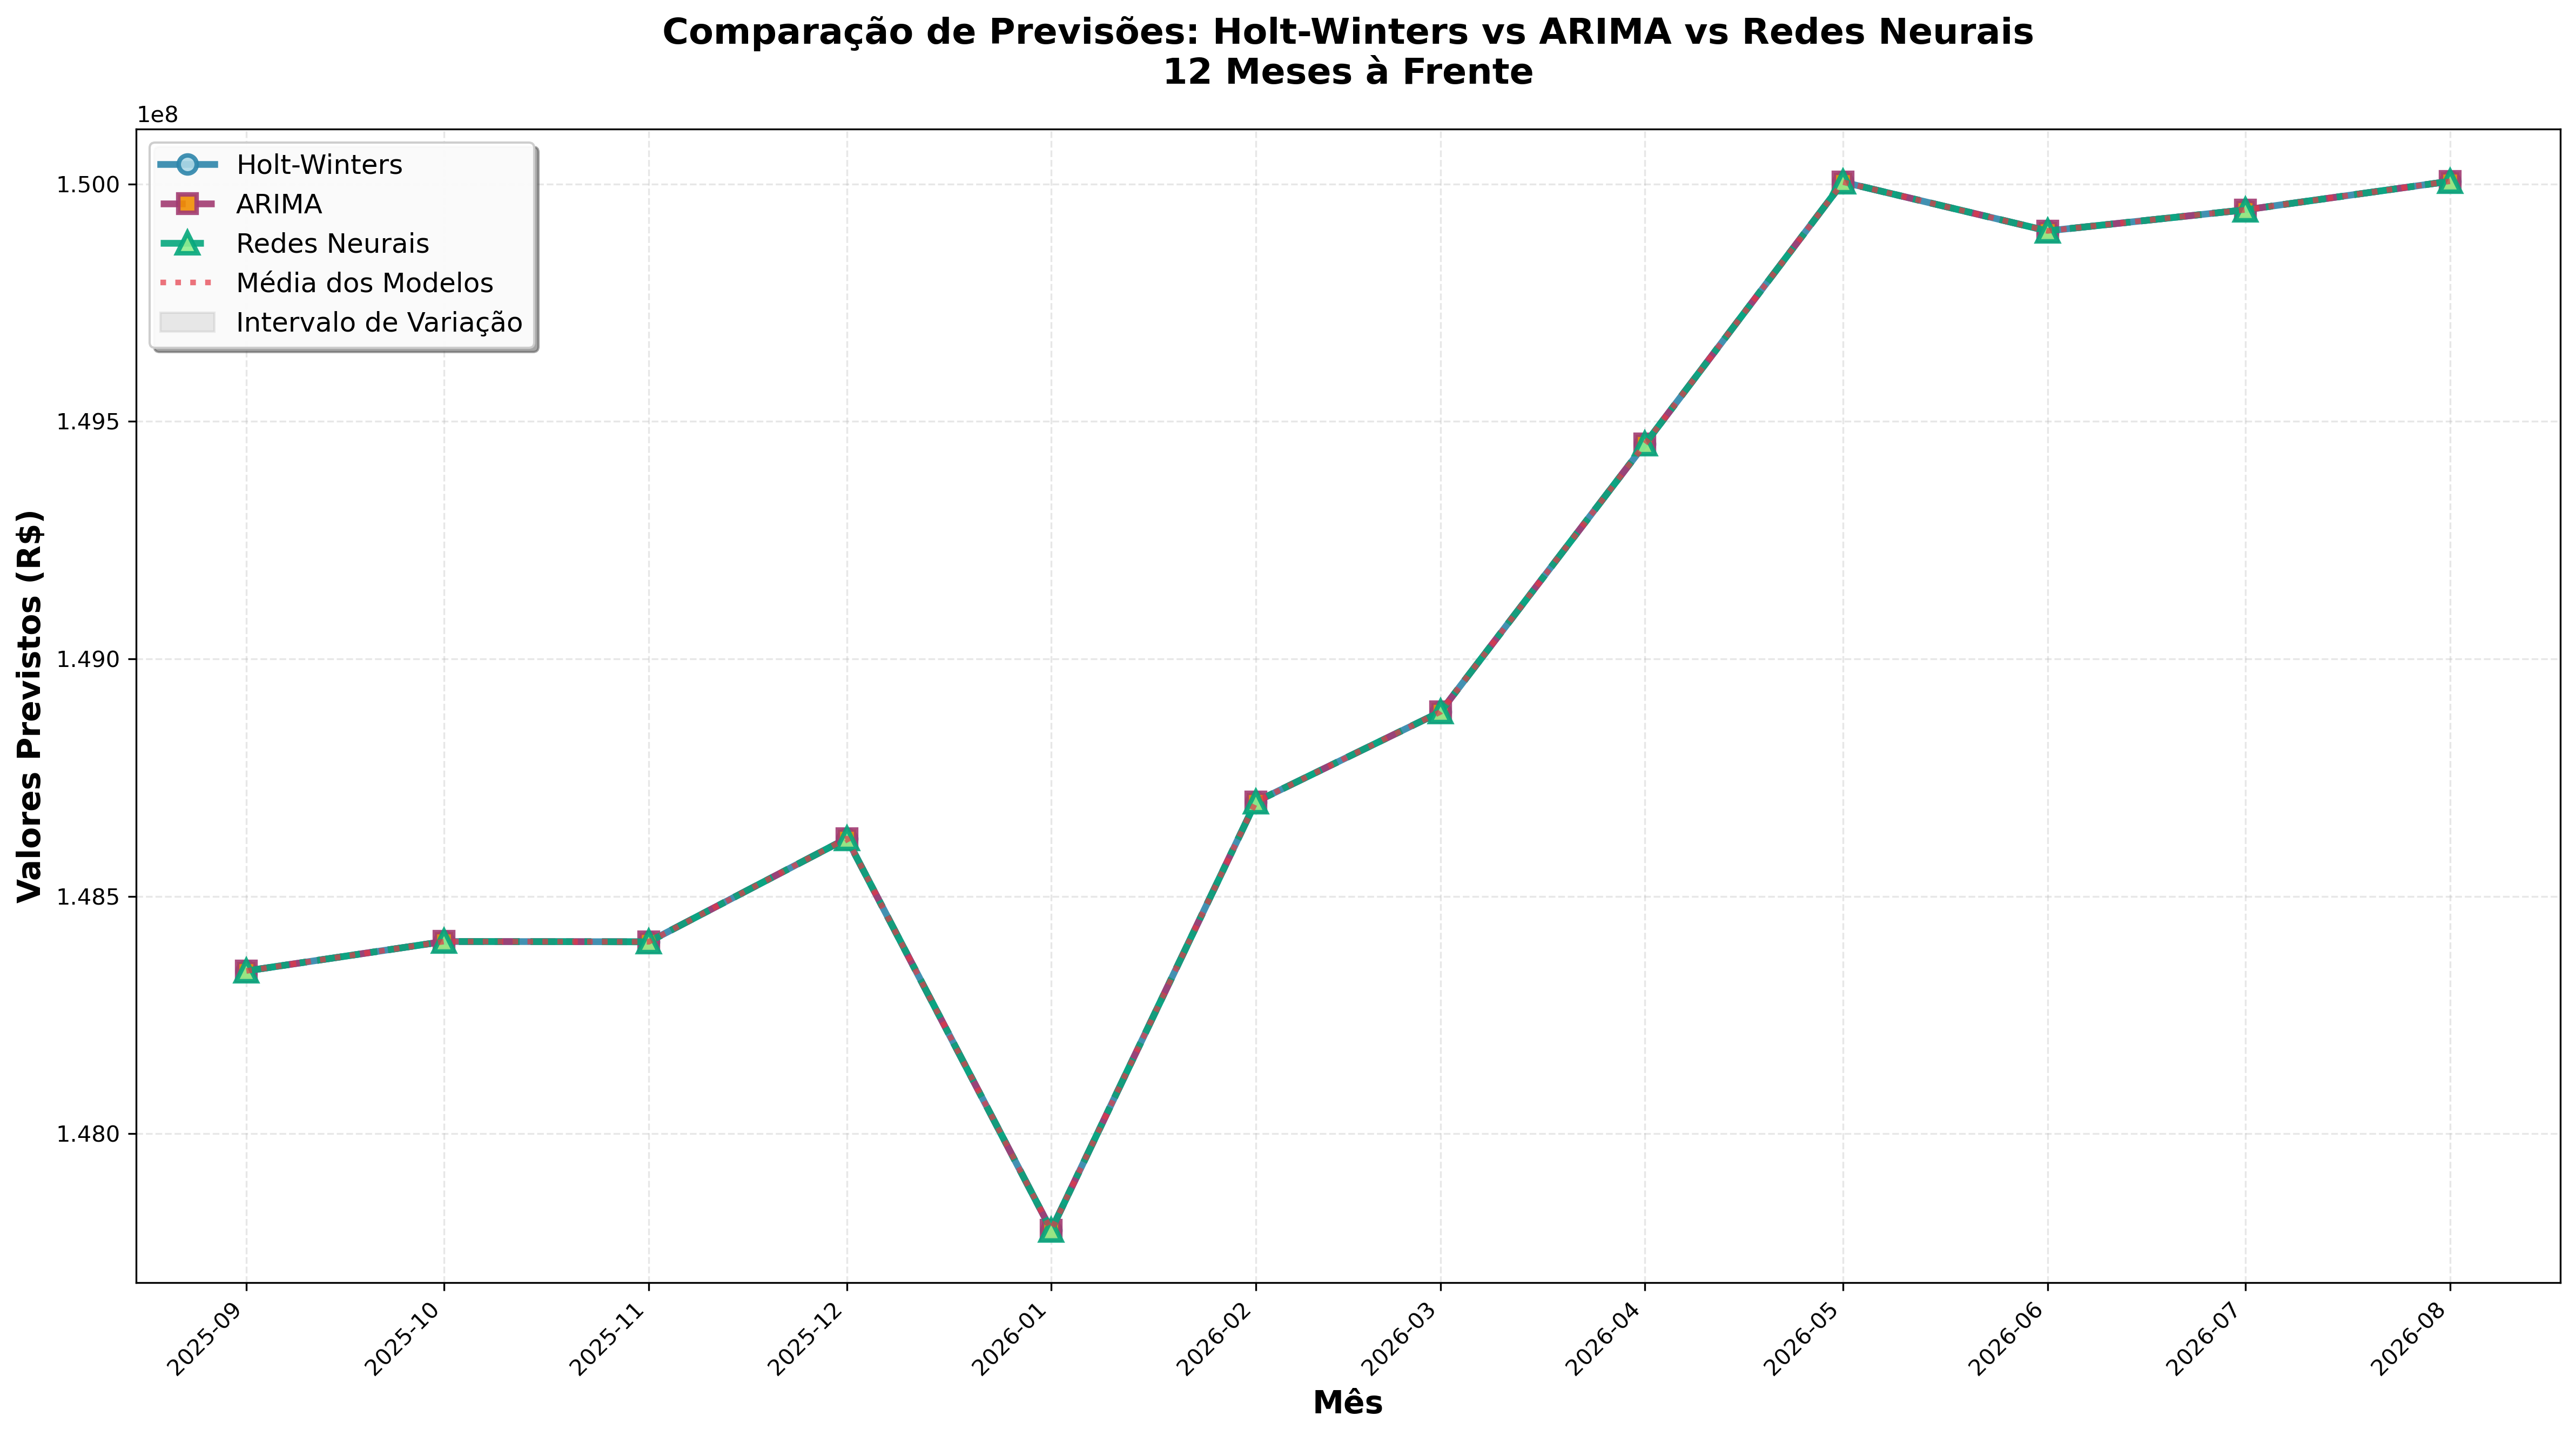 Comparação de Previsões: Holt-Winters vs ARIMA vs Redes Neurais
12 Meses à Frente
1e8
Holt-Winters
ARIMA
Redes Neurais
Média dos Modelos
Intervalo de Variação
1.500
1.495
1.490
1.485
1.480
Valores Previstos (R$)
2025-09
2025-10
2025-11
2025-12
2026-01
2026-02
2026-03
2026-04
2026-05
2026-06
2026-07
2026-08
Mês